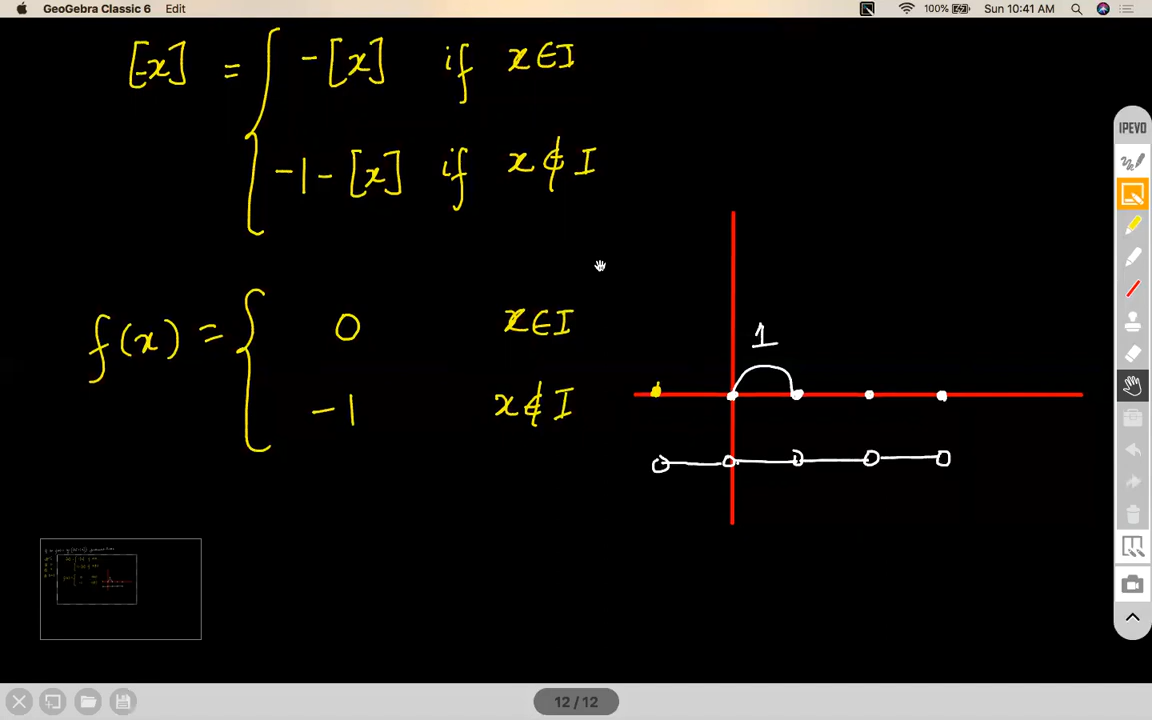 GeoGebra Classic 6 Edit 100% Sun 10:41 AM
[-x] = { -[x] if x∈I
-1-[x] if x∉I
IPEVO
f(x) = { 0 x∈I
-1 x∉I
1
12 / 12